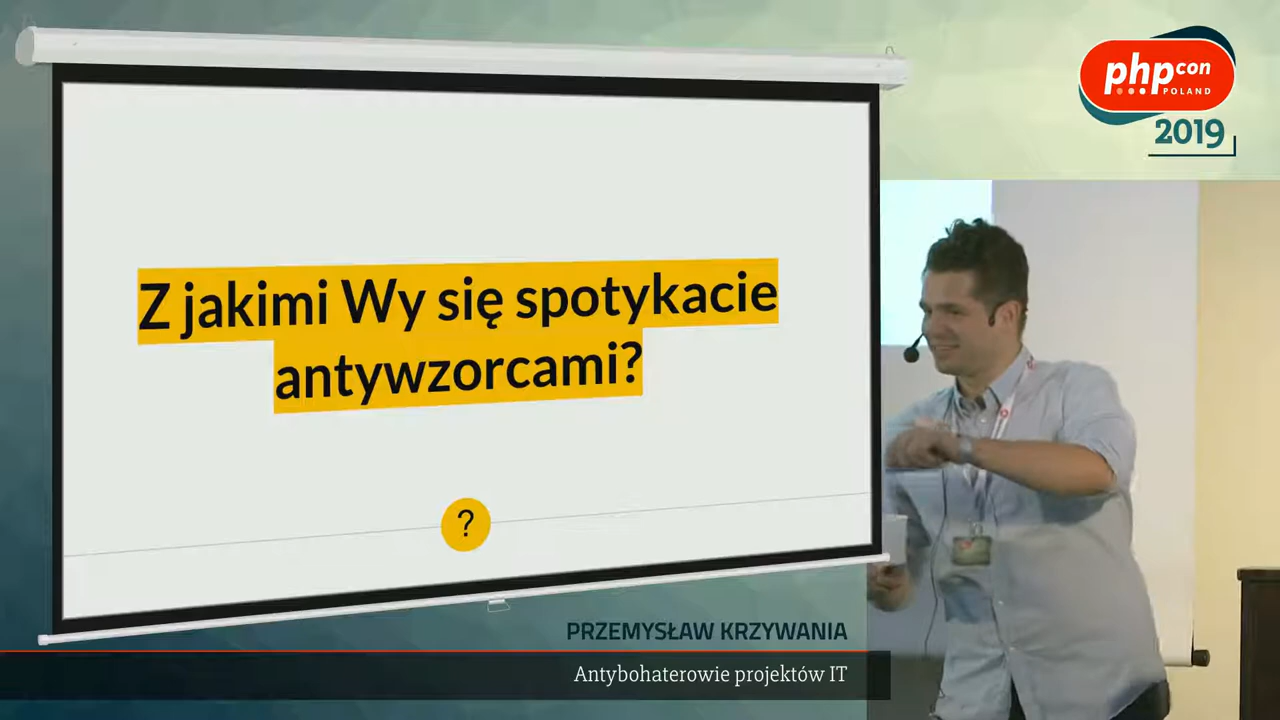 php con
POLAND
2019
Z jakimi Wy się spotykacie
antywzorcami?
?
PRZEMYSŁAW KRZYWANIA
Antybohaterowie projektów IT